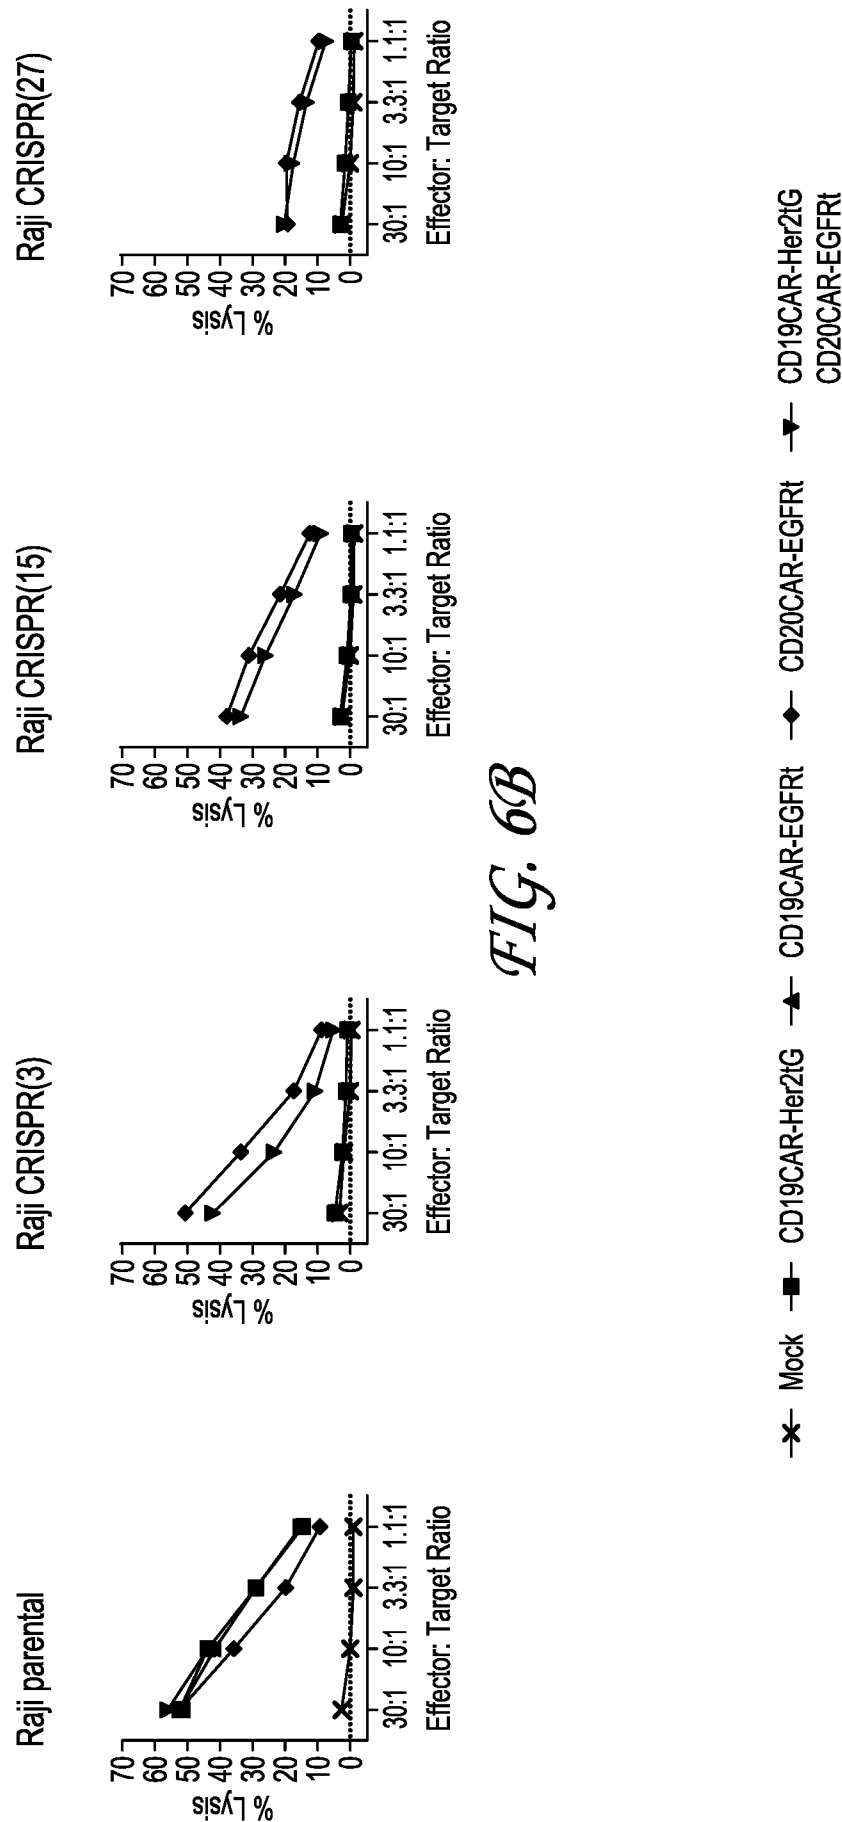 Raji parental
70
60
50
40
30
20
10
0
% Lysis
30:1 10:1 3.3:1 1.1:1
Effector: Target Ratio
Raji CRISPR(3)
70
60
50
40
30
20
10
0
% Lysis
30:1 10:1 3.3:1 1.1:1
Effector: Target Ratio
Raji CRISPR(15)
70
60
50
40
30
20
10
0
% Lysis
30:1 10:1 3.3:1 1.1:1
Effector: Target Ratio
Raji CRISPR(27)
70
60
50
40
30
20
10
0
% Lysis
30:1 10:1 3.3:1 1.1:1
Effector: Target Ratio
FIG. 6B
Mock
CD19CAR-Her2tG
CD19CAR-EGFRt
CD20CAR-EGFRt
CD19CAR-Her2tG
CD20CAR-EGFRt